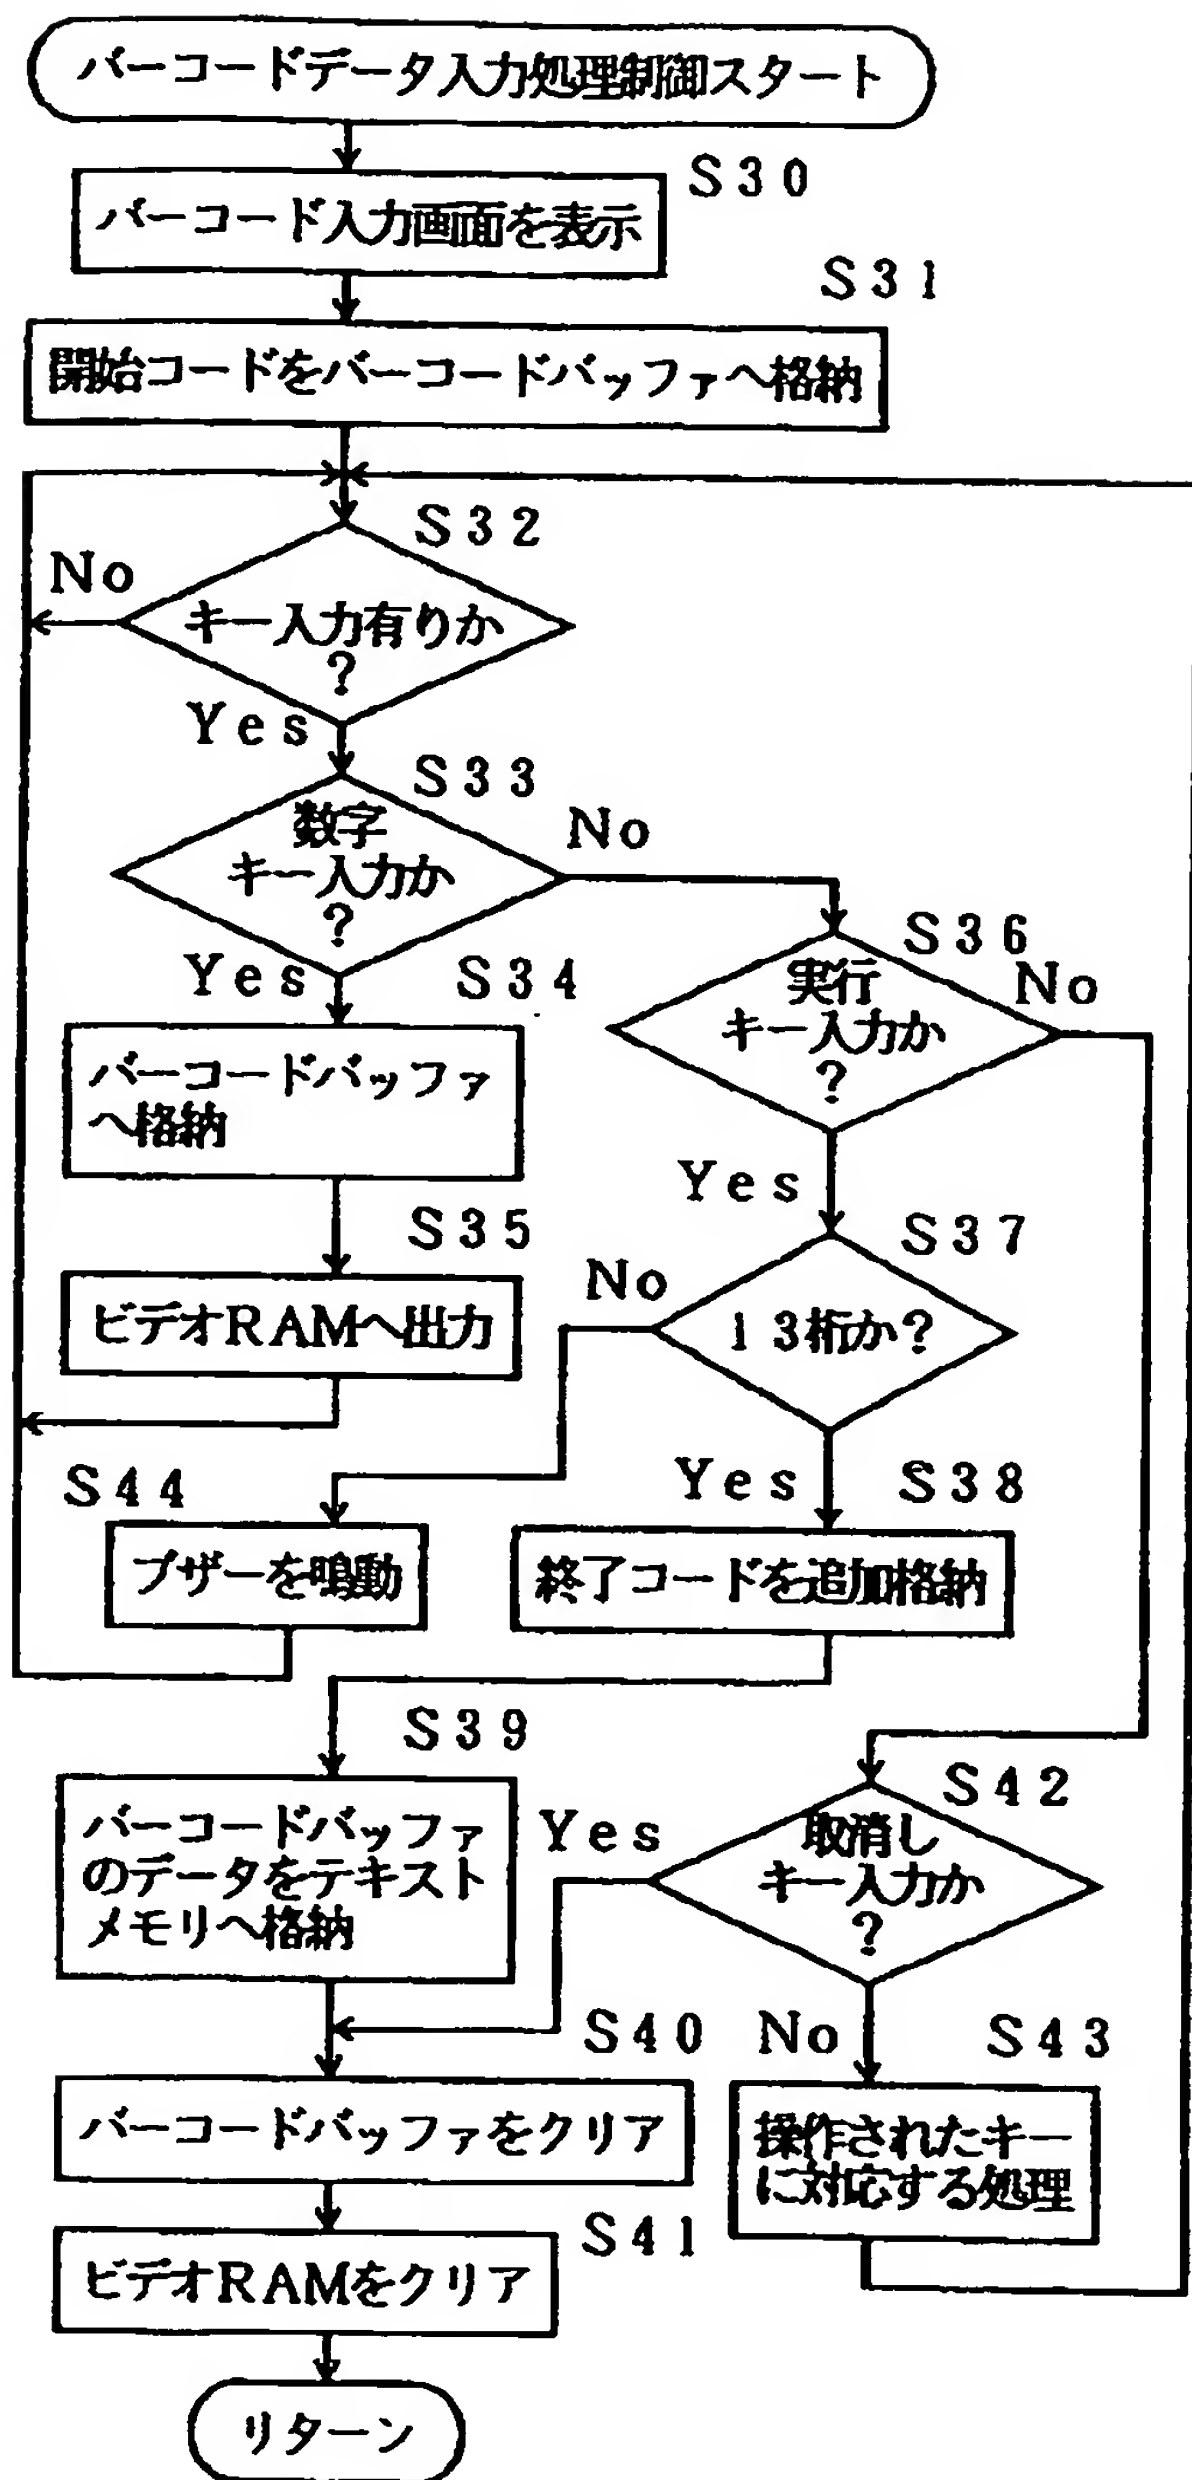 バーコードデータ入力処理制御スタート
S30
バーコード入力画面を表示
S31
開始コードをバーコードバッファへ格納
S32
No
キー入力有りか
?
Yes
S33
数字
キー入力か
?
No
Yes
S34
バーコードバッファ
へ格納
S35
ビデオRAMへ出力
S36
実行
キー入力か
?
No
Yes
S37
No
13桁か?
Yes
S38
終了コードを追加格納
S44
ブザーを鳴動
S39
バーコードバッファ
のデータをテキスト
メモリへ格納
S42
取消し
キー入力か
?
Yes
No
S40
バーコードバッファをクリア
S43
操作されたキー
に対応する処理
S41
ビデオRAMをクリア
リターン